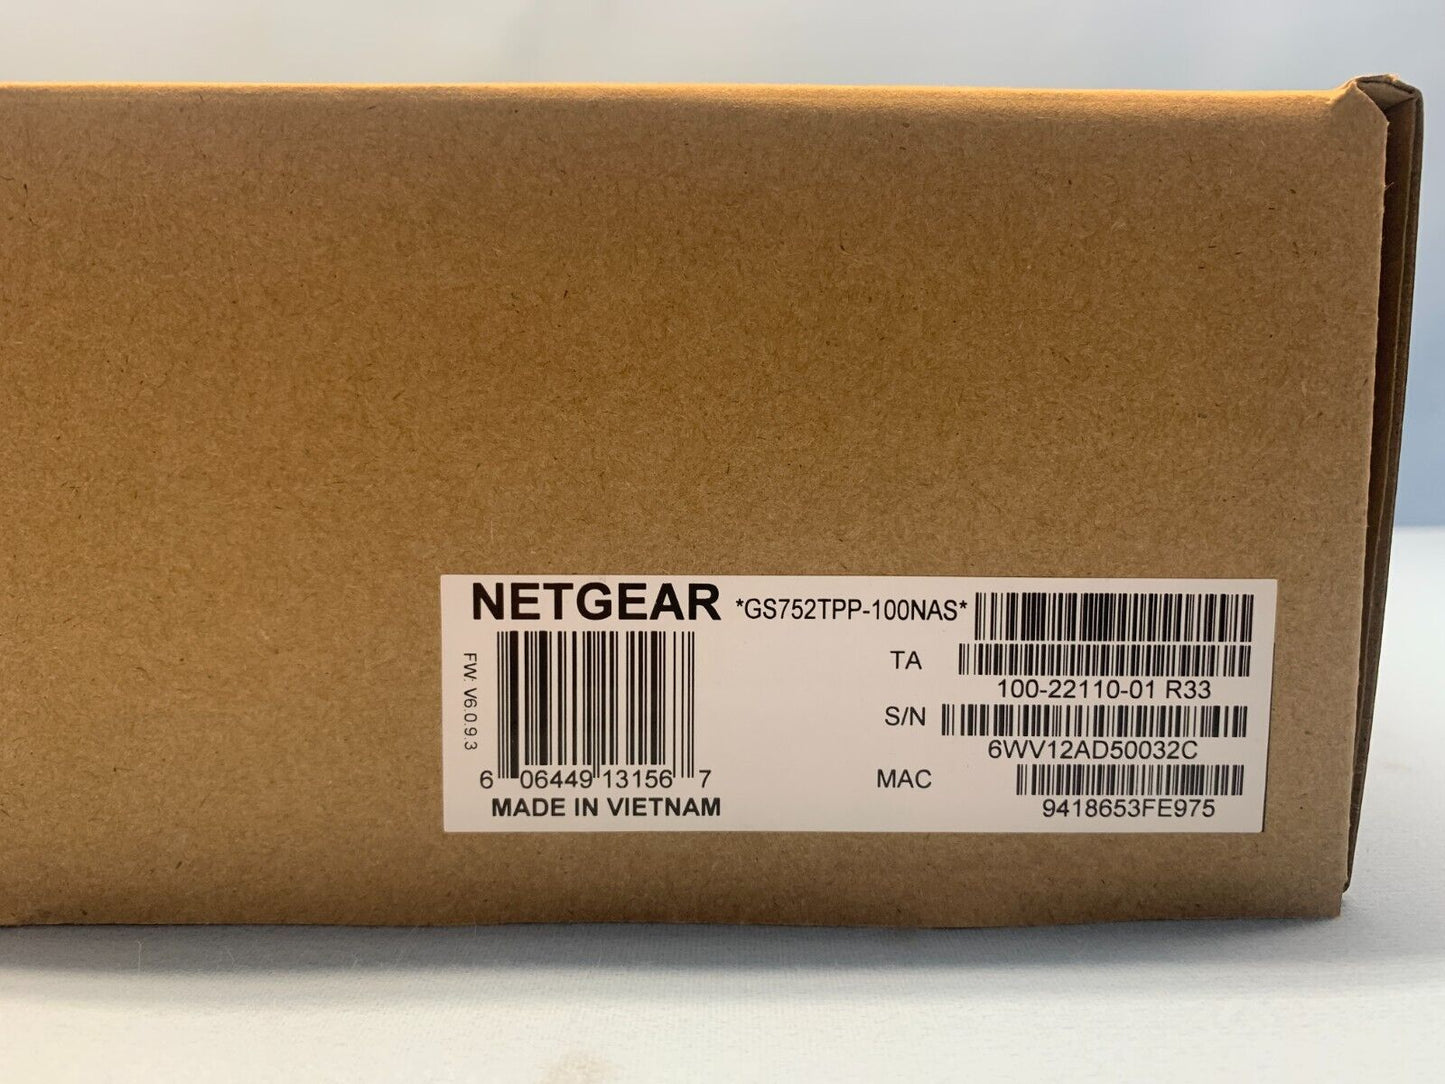 NETGEAR *GS752TPP-100NAS*
FW: V6.0.9.3
TA
100-22110-01 R33
S/N
6WV12AD50032C
MAC
9418653FE975
6 06449 13156 7
MADE IN VIETNAM